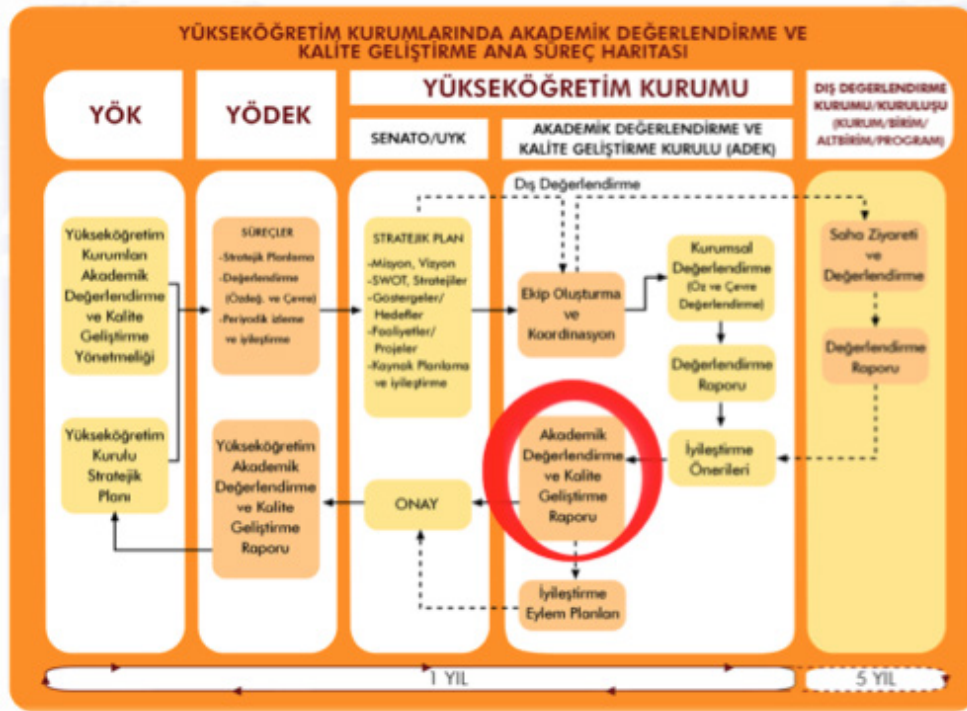 YÜKSEKÖĞRETİM KURUMLARINDA AKADEMİK DEĞERLENDİRME VE
KALİTE GELİŞTİRME ANA SÜREÇ HARITASI
YÖK
YÖDEK
YÜKSEKÖĞRETİM KURUMU
SENATO/UYK
AKADEMİK DEĞERLENDİRME VE
KALİTE GELİŞTİRME KURULU (ADEK)
DIŞ DEGERLENDIRME
KURUMU/KURULUŞU
(KURUM/BİRİM/
ALTBİRİM/PROGRAM)
Yükseköğretim
Kurumları
Akademik
Değerlendirme
ve Kalite
Geliştirme
Yönetmeliği
Yükseköğretim
Kurulu
Stratejik
Planı
SÜREÇLER
-Stratejik Planlama
-Değerlendirme
(Özdeğ. ve Çevre)
-Periyodik izleme
ve iyileştirme
Yükseköğretim
Akademik
Değerlendirme
ve Kalite
Geliştirme
Raporu
STRATEJIK PLAN
-Misyon, Vizyon
-SWOT, Stratejiler
-Göstergeler/
Hedefler
-Faaliyetler/
Projeler
-Kaynak Planlama
ve iyileştirme
ONAY
Dış Değerlendirme
Ekip Oluşturma
ve
Koordinasyon
Akademik
Değerlendirme
ve Kalite
Geliştirme
Raporu
İyileştirme
Eylem Planları
Kurumsal
Değerlendirme
(Öz ve Çevre
Değerlendirme)
Değerlendirme
Raporu
İyileştirme
Önerileri
Saha Ziyareti
ve
Değerlendirme
Değerlendirme
Raporu
1 YIL
5 YIL